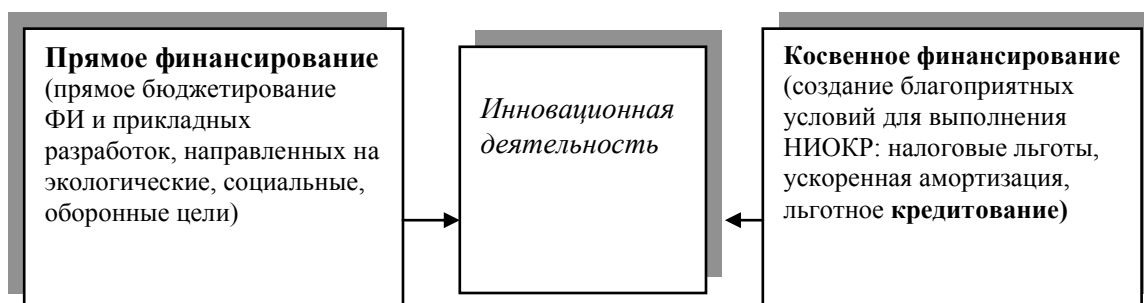 Прямое финансирование
(прямое бюджетирование
ФИ и прикладных
разработок, направленных на
экологические, социальные,
оборонные цели)
Инновационная
деятельность
Косвенное финансирование
(создание благоприятных
условий для выполнения
НИОКР: налоговые льготы,
ускоренная амортизация,
льготное кредитование)